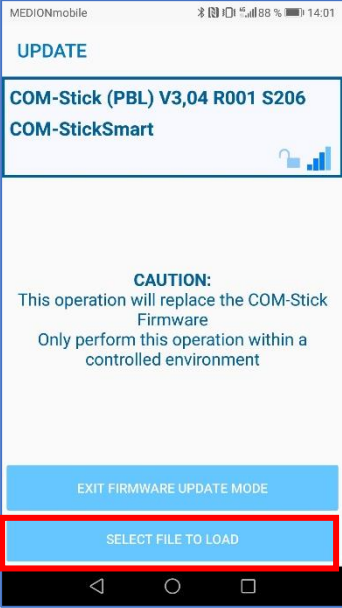 MEDIONmobile 88 % 14:01
UPDATE
COM-Stick (PBL) V3,04 R001 S206
COM-StickSmart
CAUTION:
This operation will replace the COM-Stick
Firmware
Only perform this operation within a
controlled environment
EXIT FIRMWARE UPDATE MODE
SELECT FILE TO LOAD